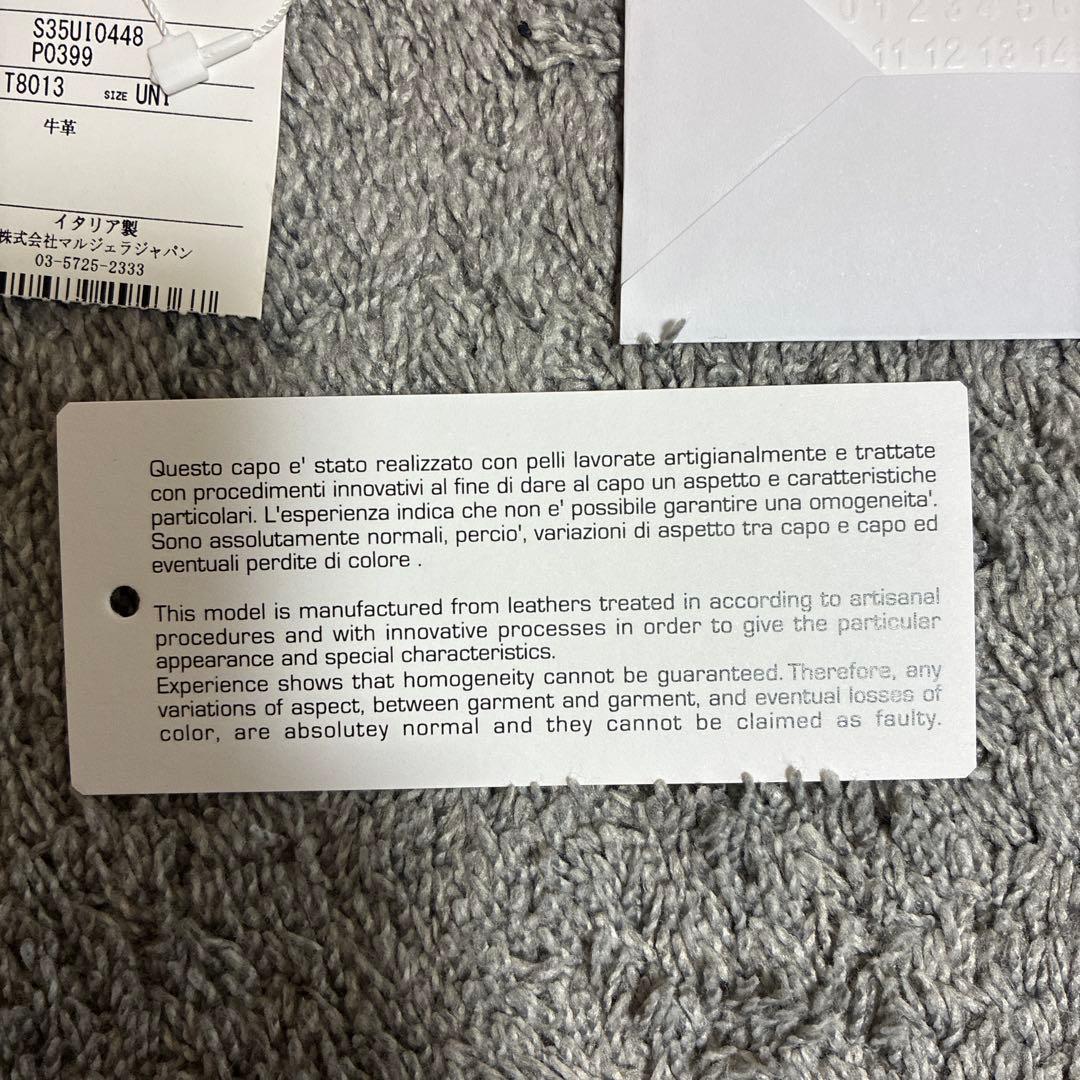 S35UI0448
P0399
T8013 SIZE UNI
牛革
イタリア製
株式会社マルジェラジャパン
03-5725-2333
0 1 2 3 4 5 6
11 12 13 14
Questo capo e' stato realizzato con pelli lavorate artigianalmente e trattate
con procedimenti innovativi al fine di dare al capo un aspetto e caratteristiche
particolari. L'esperienza indica che non e' possibile garantire una omogeneita'.
Sono assolutamente normali, percio', variazioni di aspetto tra capo e capo ed
eventuali perdite di colore .
This model is manufactured from leathers treated in according to artisanal
procedures and with innovative processes in order to give the particular
appearance and special characteristics.
Experience shows that homogeneity cannot be guaranteed. Therefore, any
variations of aspect, between garment and garment, and eventual losses of
color, are absolutey normal and they cannot be claimed as faulty.